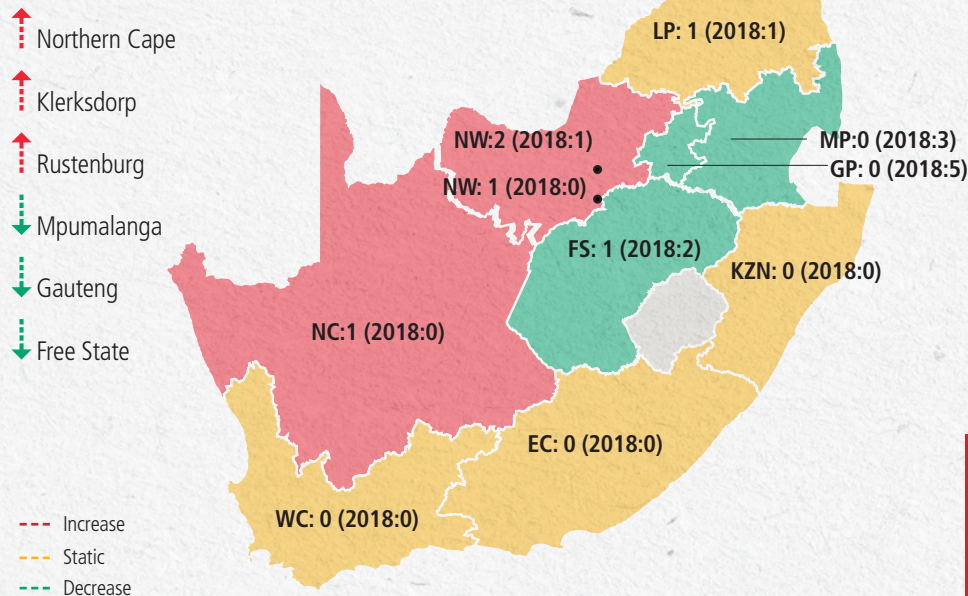 Northern Cape
Klerksdorp
Rustenburg
Mpumalanga
Gauteng
Free State
LP: 1 (2018:1)
NW:2 (2018:1)
MP:0 (2018:3)
GP: 0 (2018:5)
NW: 1 (2018:0)
FS: 1 (2018:2)
KZN: 0 (2018:0)
NC:1 (2018:0)
EC: 0 (2018:0)
WC: 0 (2018:0)
Increase
Static
Decrease